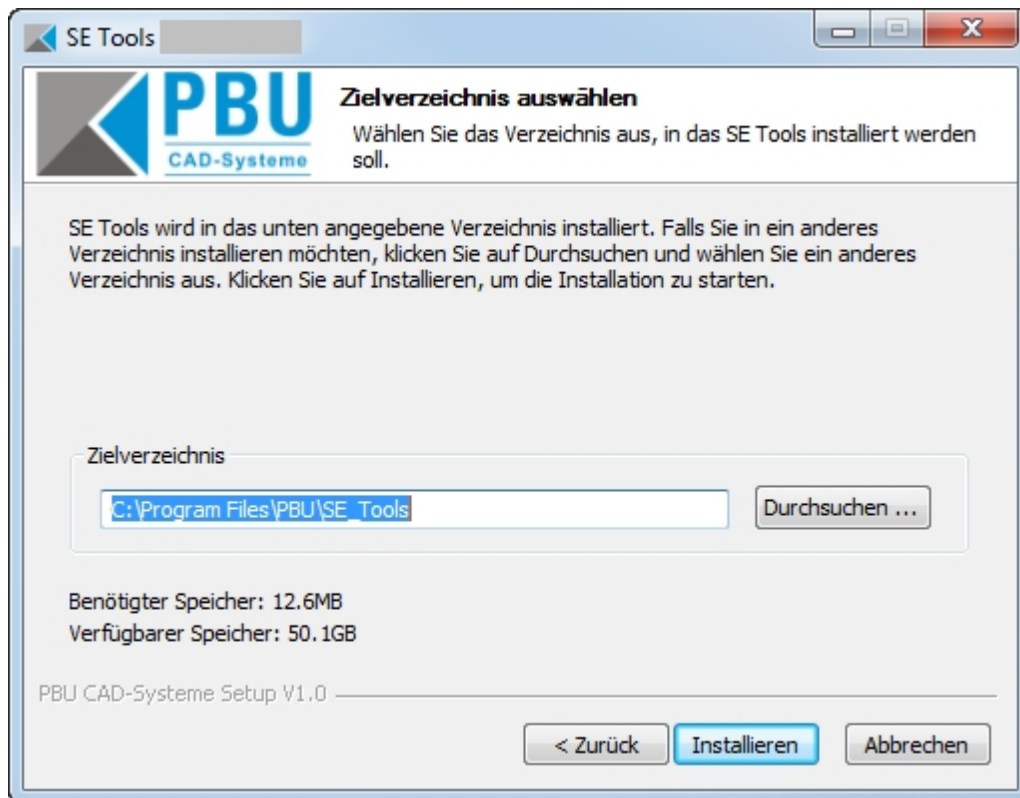 SE Tools
PBU
CAD-Systeme
Zielverzeichnis auswählen
Wählen Sie das Verzeichnis aus, in das SE Tools installiert werden
soll.
SE Tools wird in das unten angegebene Verzeichnis installiert. Falls Sie in ein anderes
Verzeichnis installieren möchten, klicken Sie auf Durchsuchen und wählen Sie ein anderes
Verzeichnis aus. Klicken Sie auf Installieren, um die Installation zu starten.
Zielverzeichnis
C:\Program Files\PBU\SE_Tools
Durchsuchen ...
Benötigter Speicher: 12.6MB
Verfügbarer Speicher: 50.1GB
PBU CAD-Systeme Setup V1.0
< Zurück
Installieren
Abbrechen